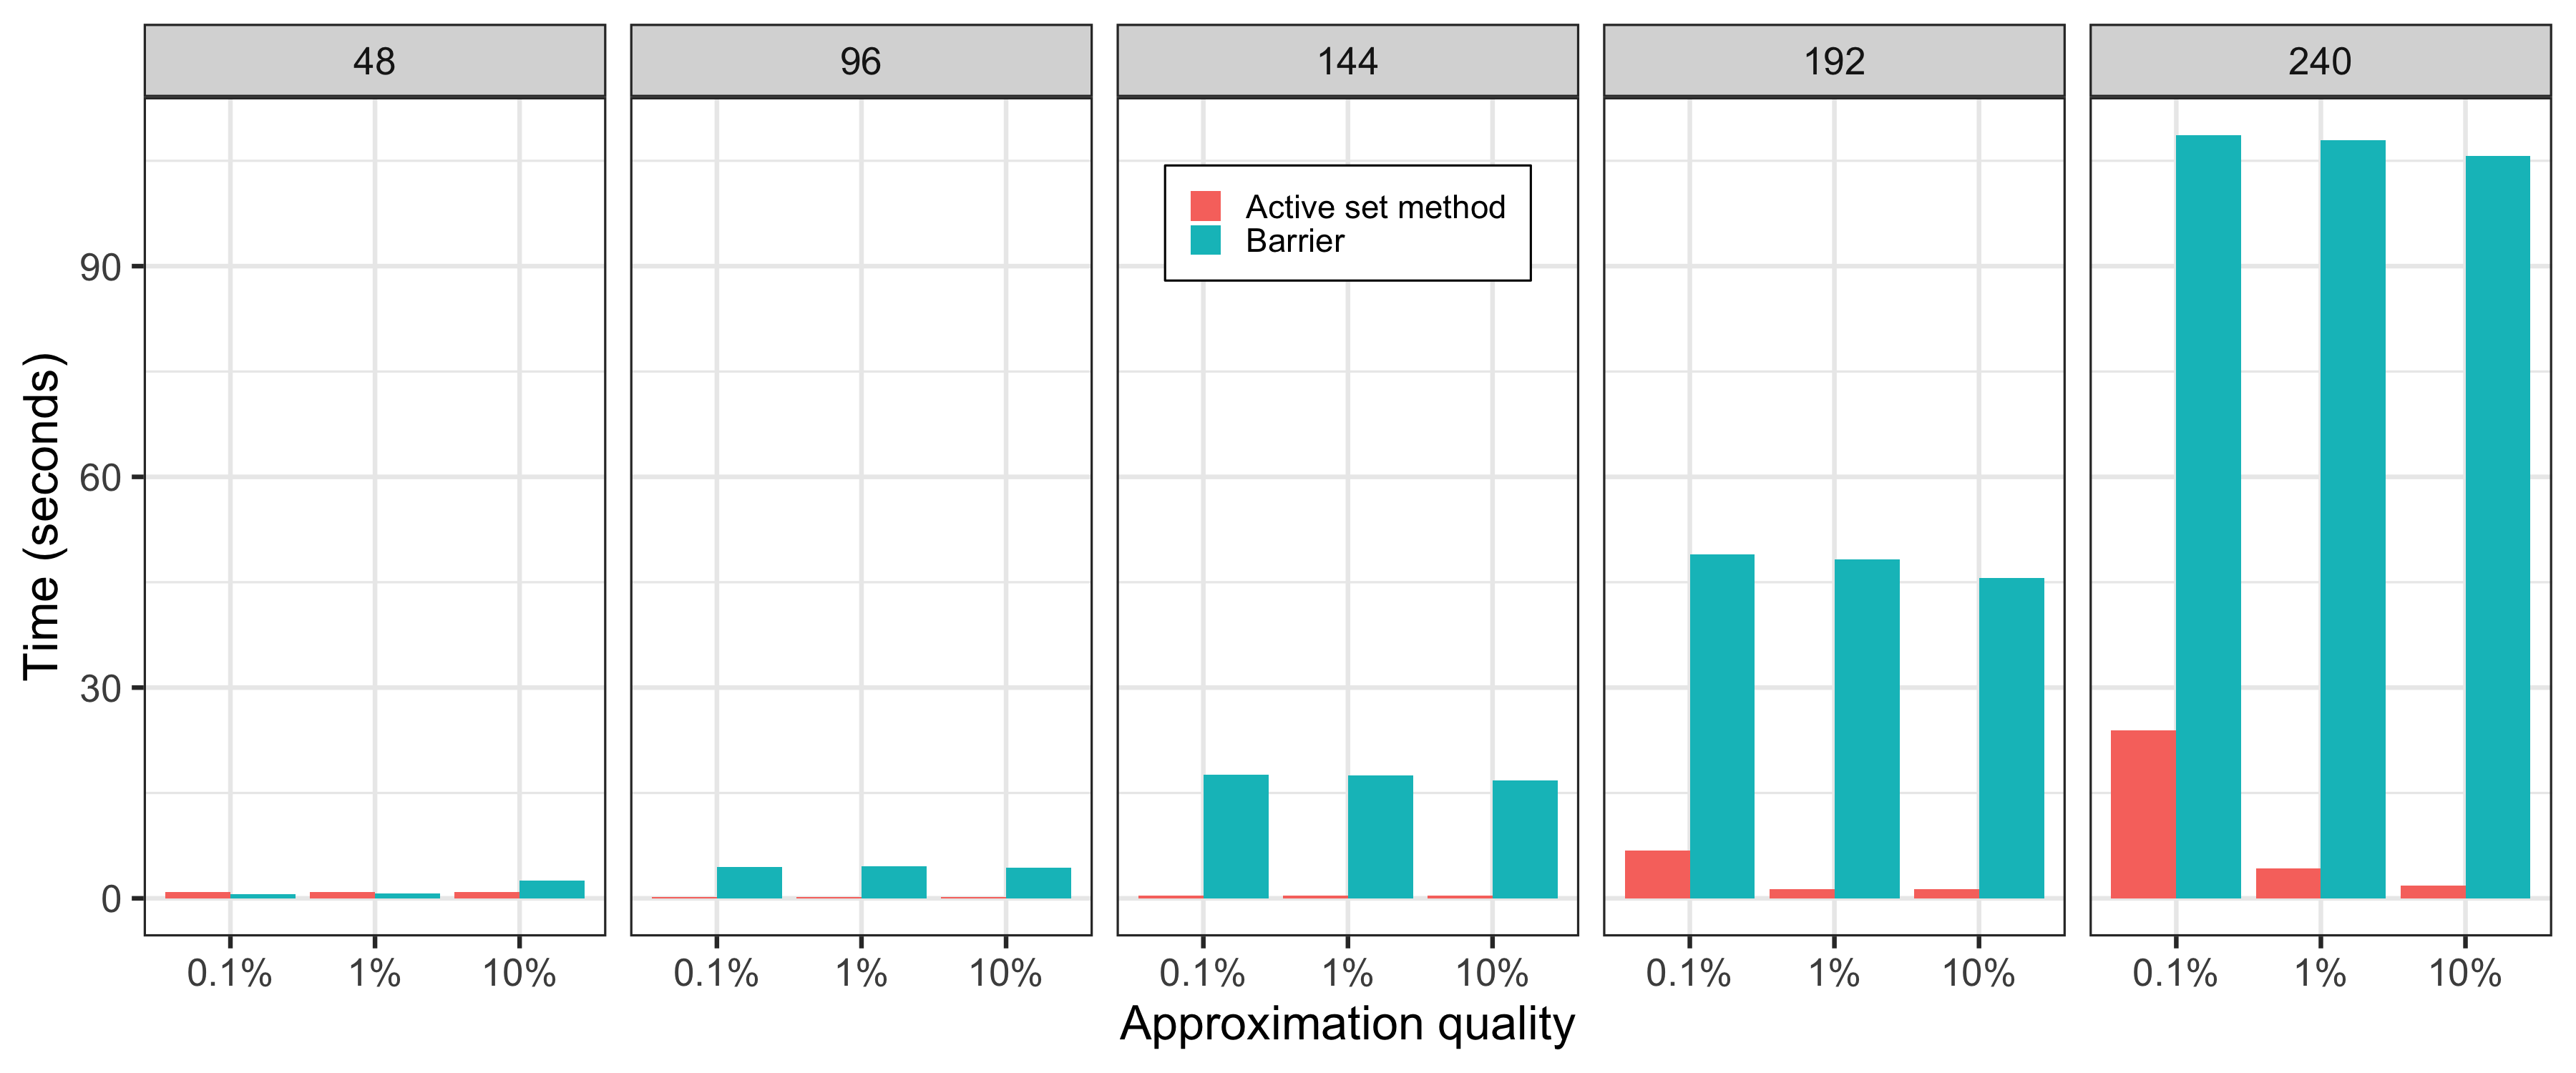 48 96 144 192 240
Active set method
Barrier
90
60
30
0
Time (seconds)
0.1% 1% 10% 0.1% 1% 10% 0.1% 1% 10% 0.1% 1% 10% 0.1% 1% 10%
Approximation quality